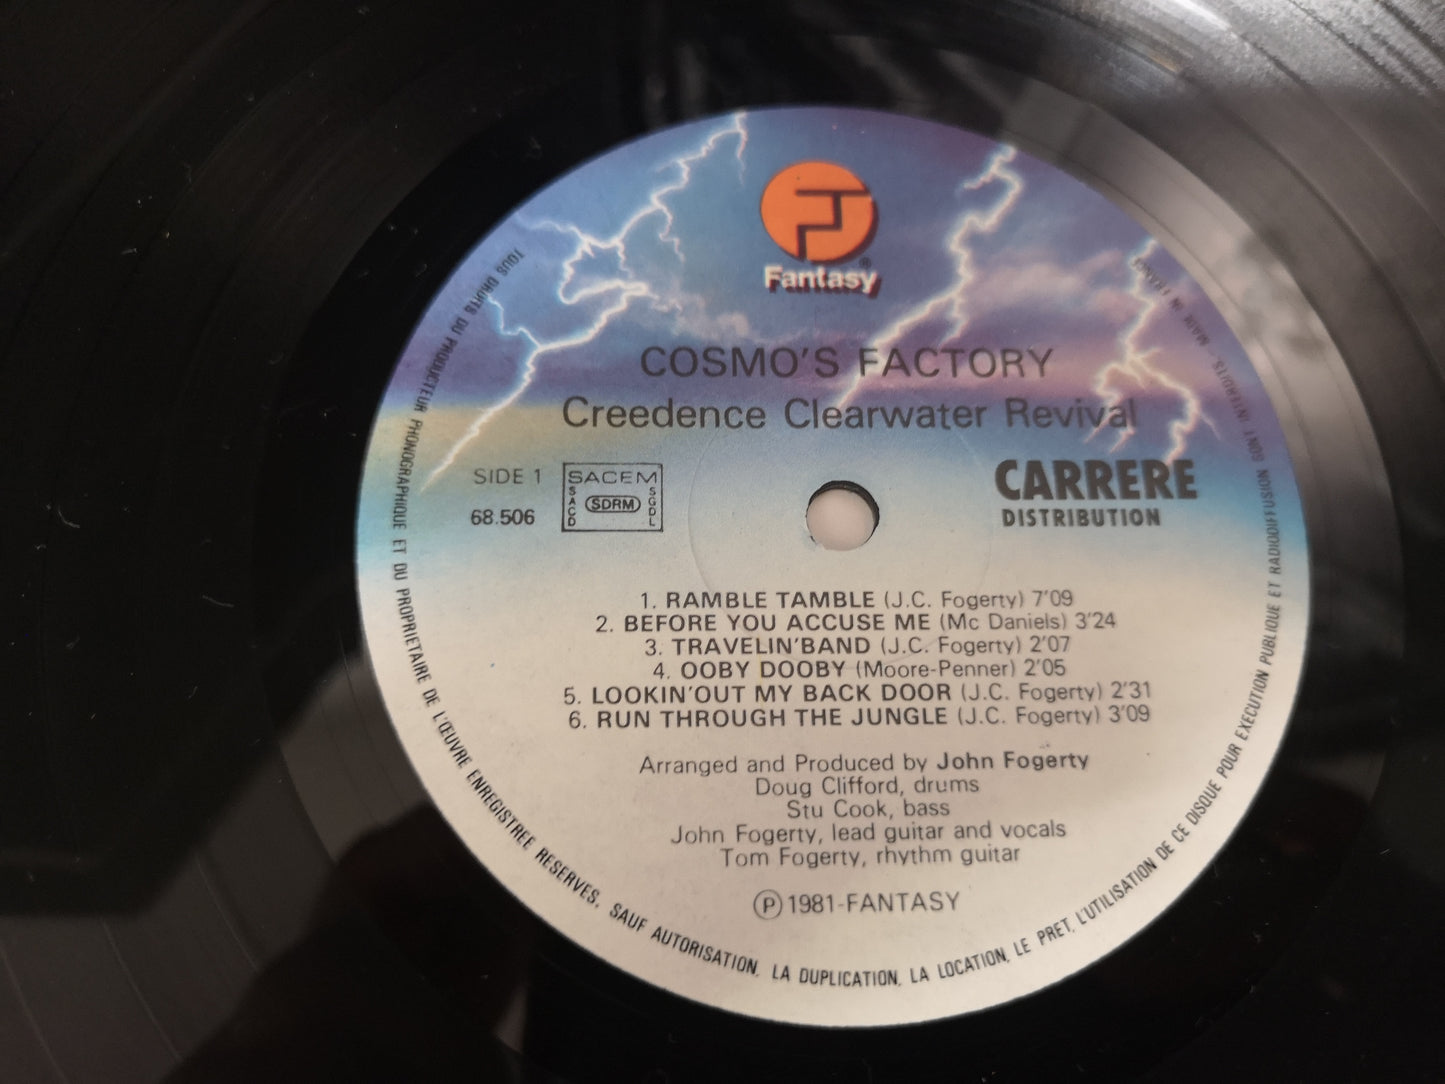 Fantasy®
COSMO'S FACTORY
Creedence Clearwater Revival
SIDE 1
68.506
SACEM
SACD
SDRM
SGDL
CARRERE
DISTRIBUTION
1. RAMBLE TAMBLE (J.C. Fogerty) 7'09
2. BEFORE YOU ACCUSE ME (Mc Daniels) 3'24
3. TRAVELIN'BAND (J.C. Fogerty) 2'07
4. OOBY DOOBY (Moore-Penner) 2'05
5. LOOKIN'OUT MY BACK DOOR (J.C. Fogerty) 2'31
6. RUN THROUGH THE JUNGLE (J.C. Fogerty) 3'09
Arranged and Produced by John Fogerty
Doug Clifford, drums
Stu Cook, bass
John Fogerty, lead guitar and vocals
Tom Fogerty, rhythm guitar
Ⓟ 1981-FANTASY
TOUS DROITS DU PRODUCTEUR PHONOGRAPHIQUE ET DU PROPRIETAIRE DE L'ŒUVRE ENREGISTREE RESERVES. SAUF AUTORISATION, LA DUPLICATION, LA LOCATION, LE PRET, L'UTILISATION DE CE DISQUE POUR EXECUTION PUBLIQUE ET RADIODIFFUSION SONT INTERDITS. MADE IN FRANCE